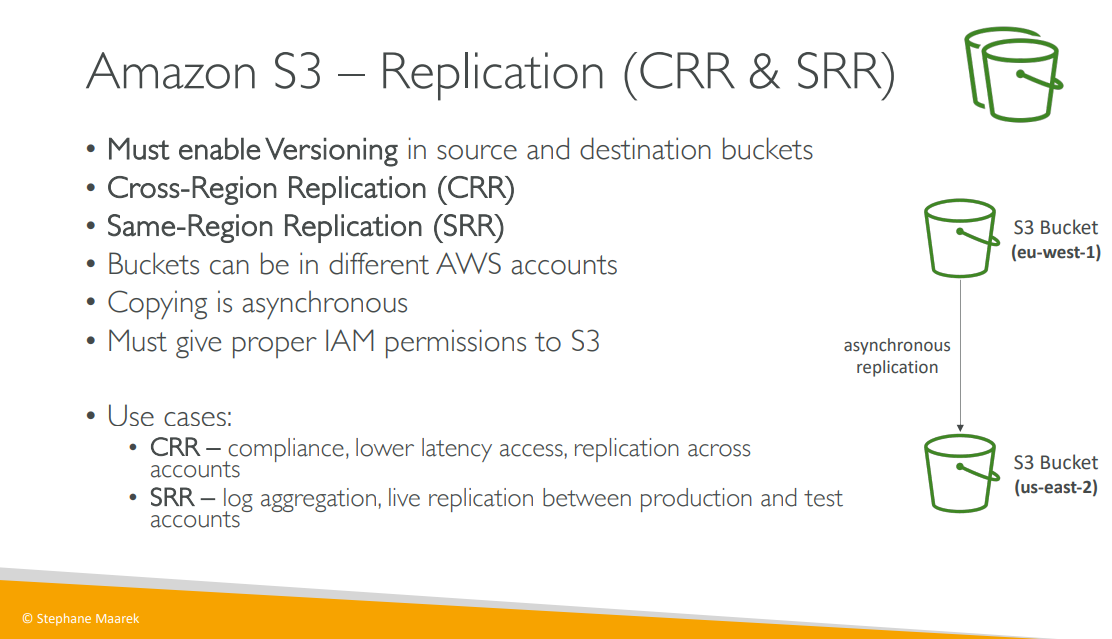 Amazon S3 – Replication (CRR & SRR)
• Must enable Versioning in source and destination buckets
• Cross-Region Replication (CRR)
• Same-Region Replication (SRR)
• Buckets can be in different AWS accounts
• Copying is asynchronous
• Must give proper IAM permissions to S3
• Use cases:
• CRR – compliance, lower latency access, replication across
accounts
• SRR – log aggregation, live replication between production and test
accounts
S3 Bucket
(eu-west-1)
asynchronous
replication
S3 Bucket
(us-east-2)
© Stephane Maarek